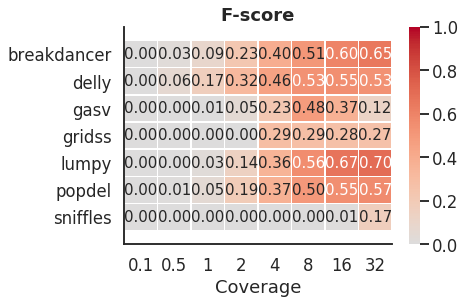 F-score
breakdancer 0.00 0.03 0.09 0.23 0.40 0.51 0.60 0.65
delly 0.00 0.06 0.17 0.32 0.46 0.53 0.55 0.53
gasv 0.00 0.00 0.01 0.05 0.23 0.48 0.37 0.12
gridss 0.00 0.00 0.00 0.00 0.29 0.29 0.28 0.27
lumpy 0.00 0.00 0.03 0.14 0.36 0.56 0.67 0.70
popdel 0.00 0.01 0.05 0.19 0.37 0.50 0.55 0.57
sniffles 0.00 0.00 0.00 0.00 0.00 0.00 0.01 0.17
0.1 0.5 1 2 4 8 16 32
Coverage
1.0
0.8
0.6
0.4
0.2
0.0